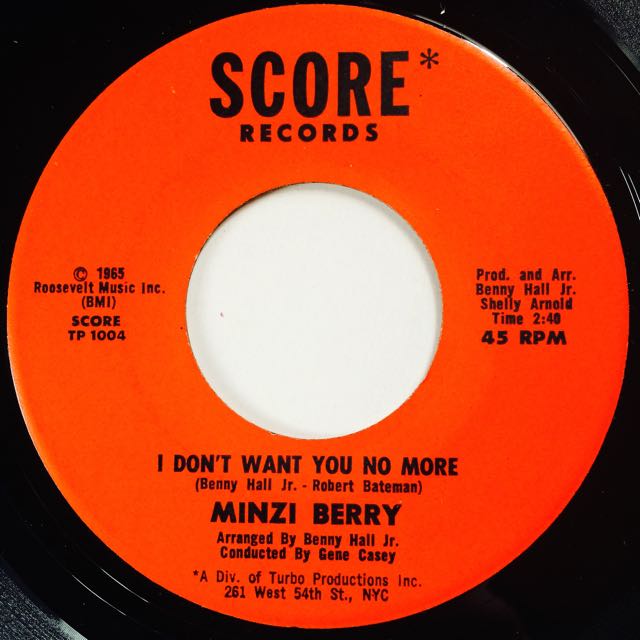 SCORE*
RECORDS
© 1965
Roosevelt Music Inc.
(BMI)
SCORE
TP 1004
Prod. and Arr.
Benny Hall Jr.
Shelly Arnold
Time 2:40
45 RPM
I DON'T WANT YOU NO MORE
(Benny Hall Jr. - Robert Bateman)
MINZI BERRY
Arranged By Benny Hall Jr.
Conducted By Gene Casey
*A Div. of Turbo Productions Inc.
261 West 54th St., NYC